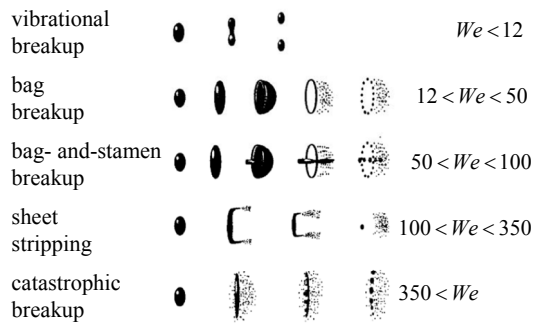 vibrational
breakup
We < 12
bag
breakup
12 < We < 50
bag- and-stamen
breakup
50 < We < 100
sheet
stripping
100 < We < 350
catastrophic
breakup
350 < We